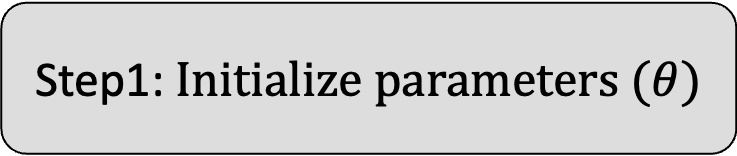 Step1: Initialize parameters (θ)